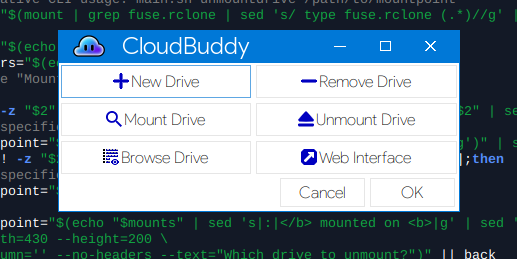 ative CLI usage: main.sh unmountdrive /path/to/mountpoint
"$(mount | grep fuse.rclone | sed 's/ type fuse.rclone (.*)//g' |
"$(echo
rs="$(e
e "Moun
-z "$2"
$2" | se
specific
point="$
g')" | s
! -z "$2
|";then
specific
point="$
CloudBuddy
New Drive
Remove Drive
Mount Drive
Unmount Drive
Browse Drive
Web Interface
Cancel
OK
point="$(echo "$mounts" | sed 's|:|</b> mounted on <b>|g' | sed '
th=430 --height=200 \
umn='' --no-headers --text="Which drive to unmount?")" || back